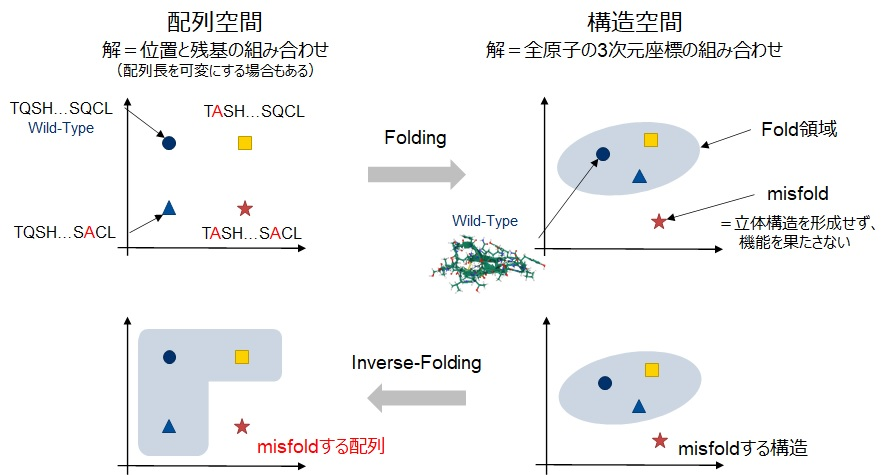 配列空間
解＝位置と残基の組み合わせ
（配列長を可変にする場合もある）
構造空間
解＝全原子の3次元座標の組み合わせ
TQSH…SQCL
Wild-Type
TASH…SQCL
TQSH…SACL
TASH…SACL
Folding
Fold領域
misfold
＝立体構造を形成せず、
機能を果たさない
Wild-Type
Inverse-Folding
misfoldする配列
misfoldする構造